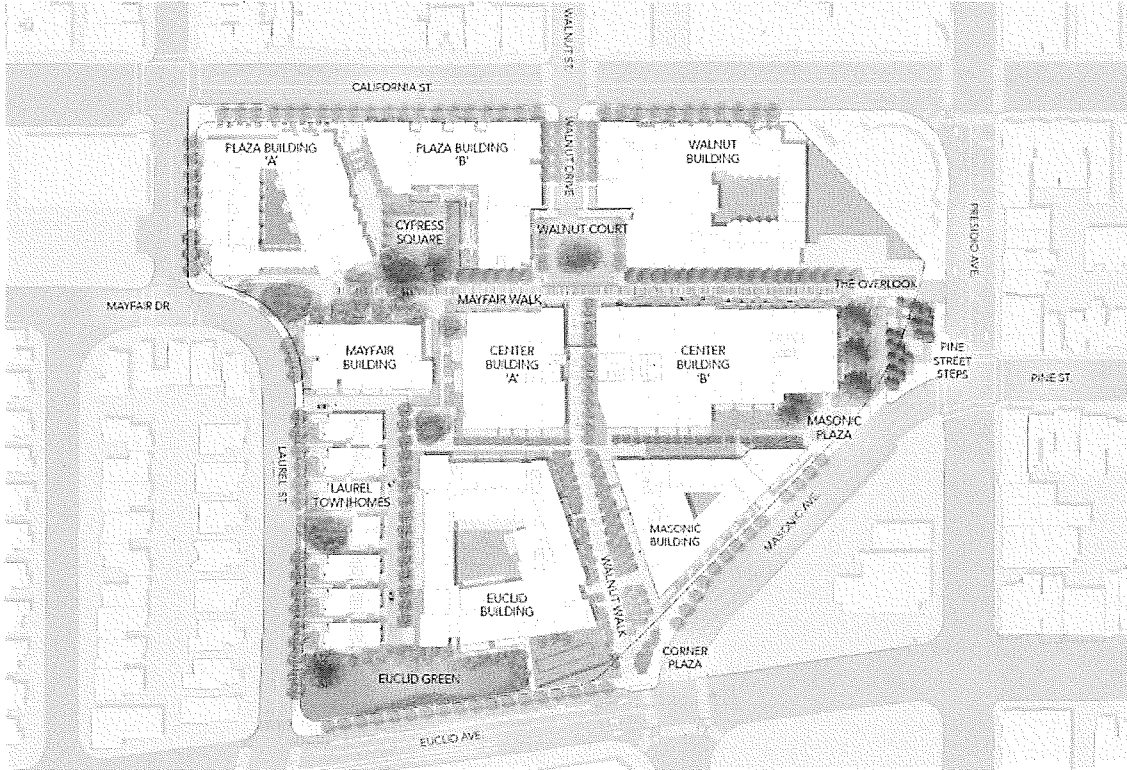 WALNUT ST.
CALIFORNIA ST.
WALNUT DRIVE
PLAZA BUILDING
'A'
PLAZA BUILDING
'B'
WALNUT
BUILDING
CYPRESS
SQUARE
WALNUT COURT
PRESIDIO AVE
MAYFAIR DR.
MAYFAIR WALK
THE OVERLOOK
MAYFAIR
BUILDING
CENTER
BUILDING
'A'
CENTER
BUILDING
'B'
PINE
STREET
STEPS
PINE ST.
MASONIC
PLAZA
LAUREL ST.
LAUREL
TOWNHOMES
MASONIC
BUILDING
MASONIC AVE
EUCLID
BUILDING
WALNUT WALK
CORNER
PLAZA
EUCLID GREEN
EUCLID AVE